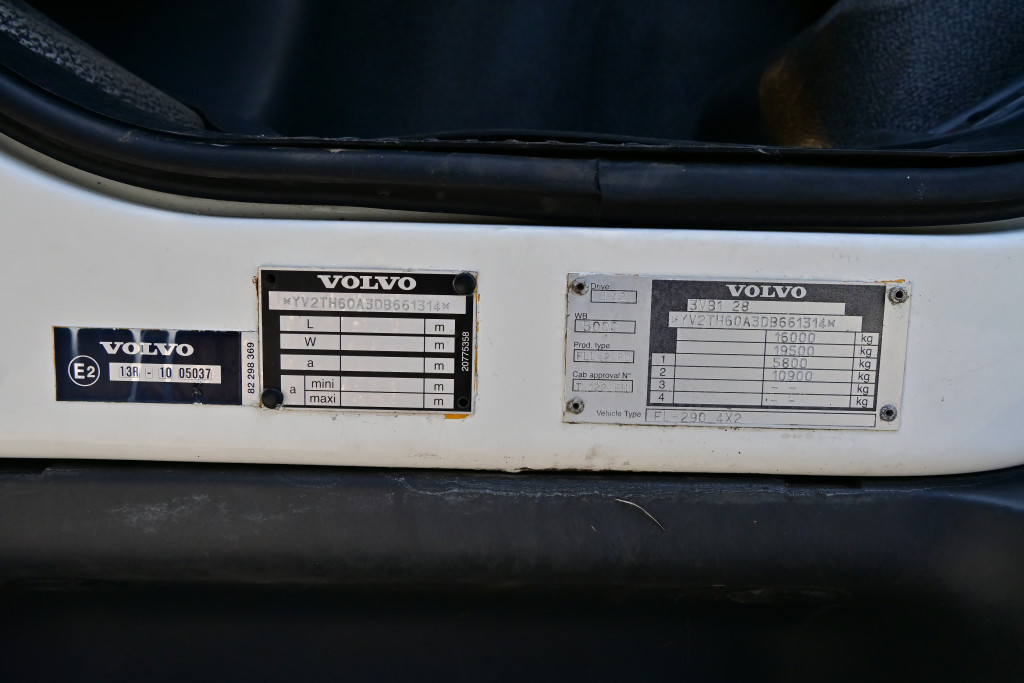 VOLVO
E2
13R - 10 05037
82 298 369
VOLVO
*YV2TH60A3DB661314*
L m
W m
a m
a mini m
maxi m
20775358
Drive
WB
Prod. type
Cab approval N°
VOLVO
3VB1 28
*YV2TH60A3DB661314*
16000 kg
19500 kg
1 5800 kg
2 10900 kg
3 - - kg
4 - - kg
Vehicle Type FL-290 4X2